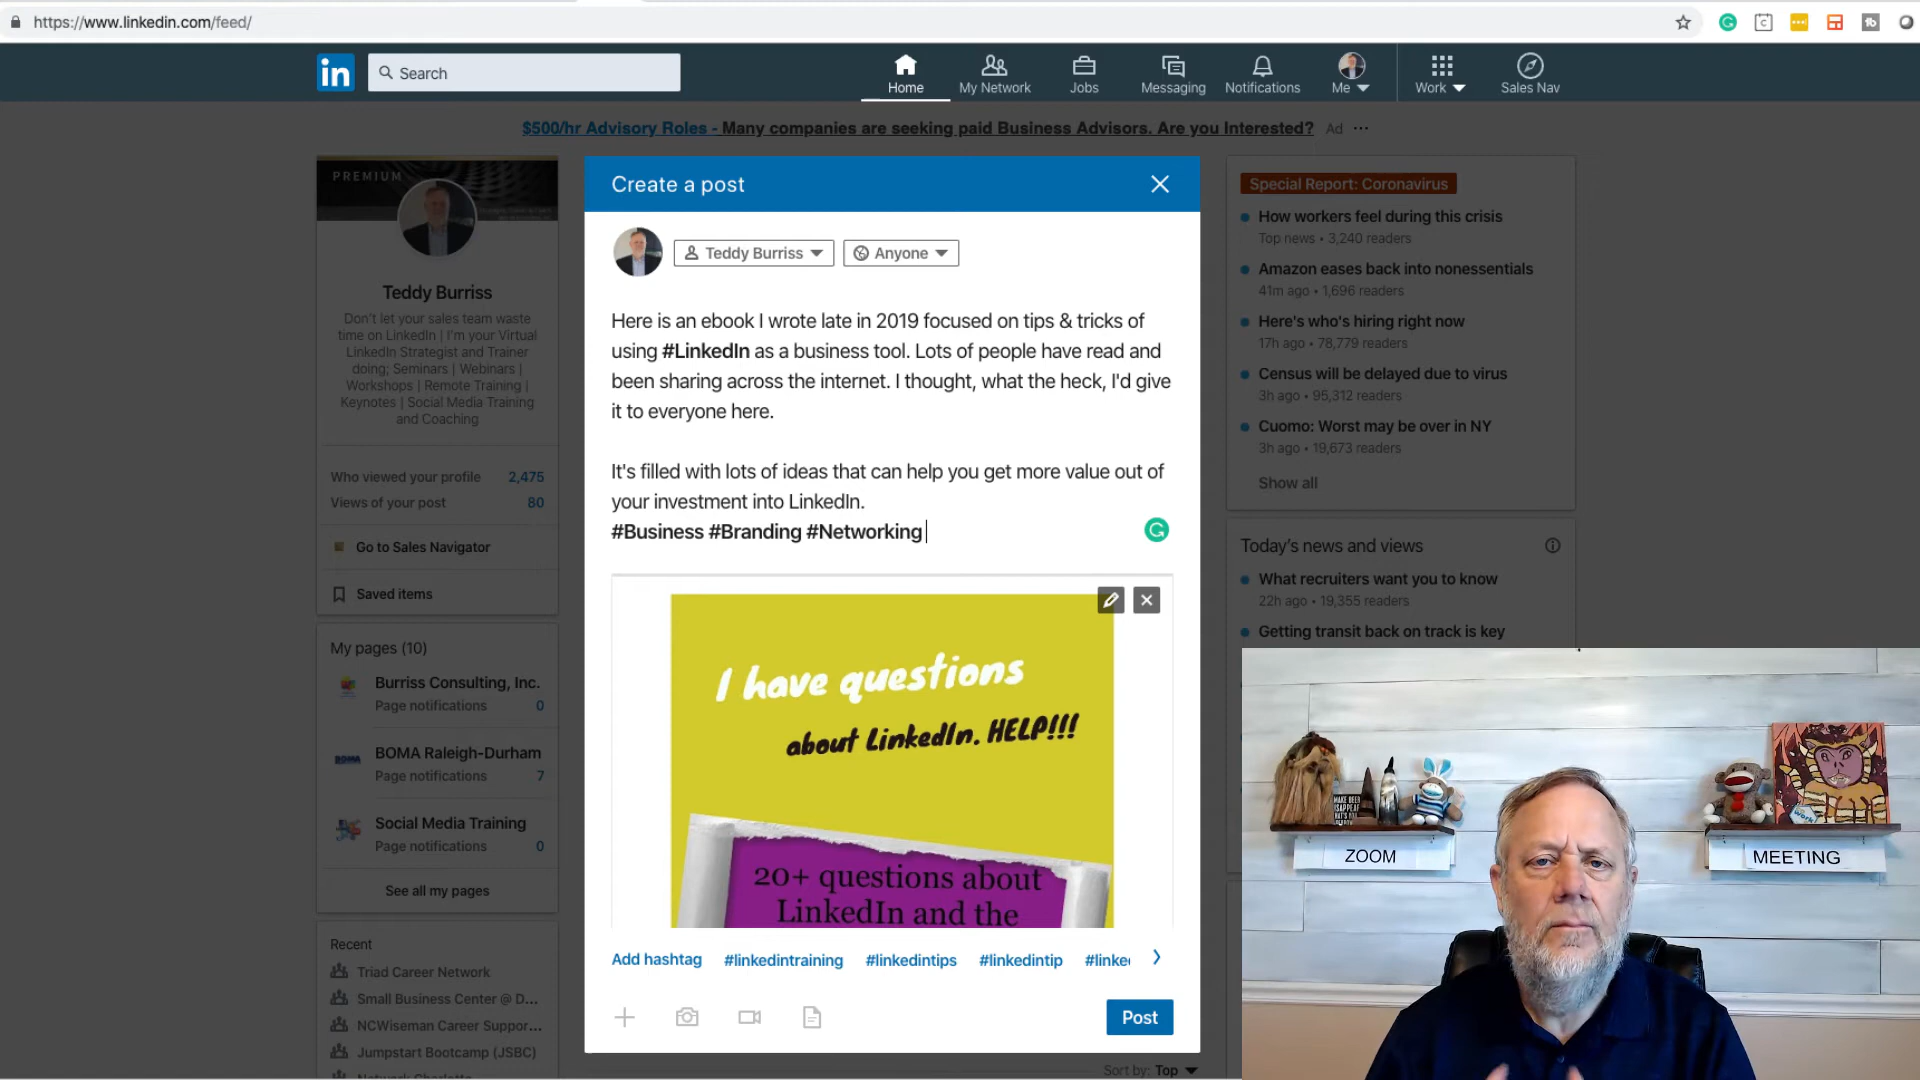 https://www.linkedin.com/feed/
in
Search
Home
My Network
Jobs
Messaging
Notifications
Me
Work
Sales Nav
$500/hr Advisory Roles - Many companies are seeking paid Business Advisors. Are you Interested?
Ad
PREMIUM
Teddy Burriss
Don't let your sales team waste
time on LinkedIn | I'm your Virtual
LinkedIn Strategist and Trainer
doing; Seminars | Webinars |
Workshops | Remote Training |
Keynotes | Social Media Training
and Coaching
Who viewed your profile 2,475
Views of your post 80
Go to Sales Navigator
Saved items
My pages (10)
Burriss Consulting, Inc.
Page notifications 0
BOMA Raleigh-Durham
Page notifications 7
Social Media Training
Page notifications 0
See all my pages
Recent
Triad Career Network
Small Business Center @ D...
NCWiseman Career Suppor...
Jumpstart Bootcamp (JSBC)
Create a post
Teddy Burriss
Anyone
Here is an ebook I wrote late in 2019 focused on tips & tricks of
using #LinkedIn as a business tool. Lots of people have read and
been sharing across the internet. I thought, what the heck, I'd give
it to everyone here.
It's filled with lots of ideas that can help you get more value out of
your investment into LinkedIn.
#Business #Branding #Networking
I have questions
about LinkedIn. HELP!!!
20+ questions about
LinkedIn and the
Add hashtag #linkedintraining #linkedintips #linkedintip #linke
Post
Sort by: Top
Special Report: Coronavirus
How workers feel during this crisis
Top news • 3,240 readers
Amazon eases back into nonessentials
41m ago • 1,696 readers
Here's who's hiring right now
17h ago • 78,779 readers
Census will be delayed due to virus
3h ago • 95,312 readers
Cuomo: Worst may be over in NY
3h ago • 19,673 readers
Show all
Today's news and views
What recruiters want you to know
22h ago • 19,355 readers
Getting transit back on track is key
ZOOM
MEETING